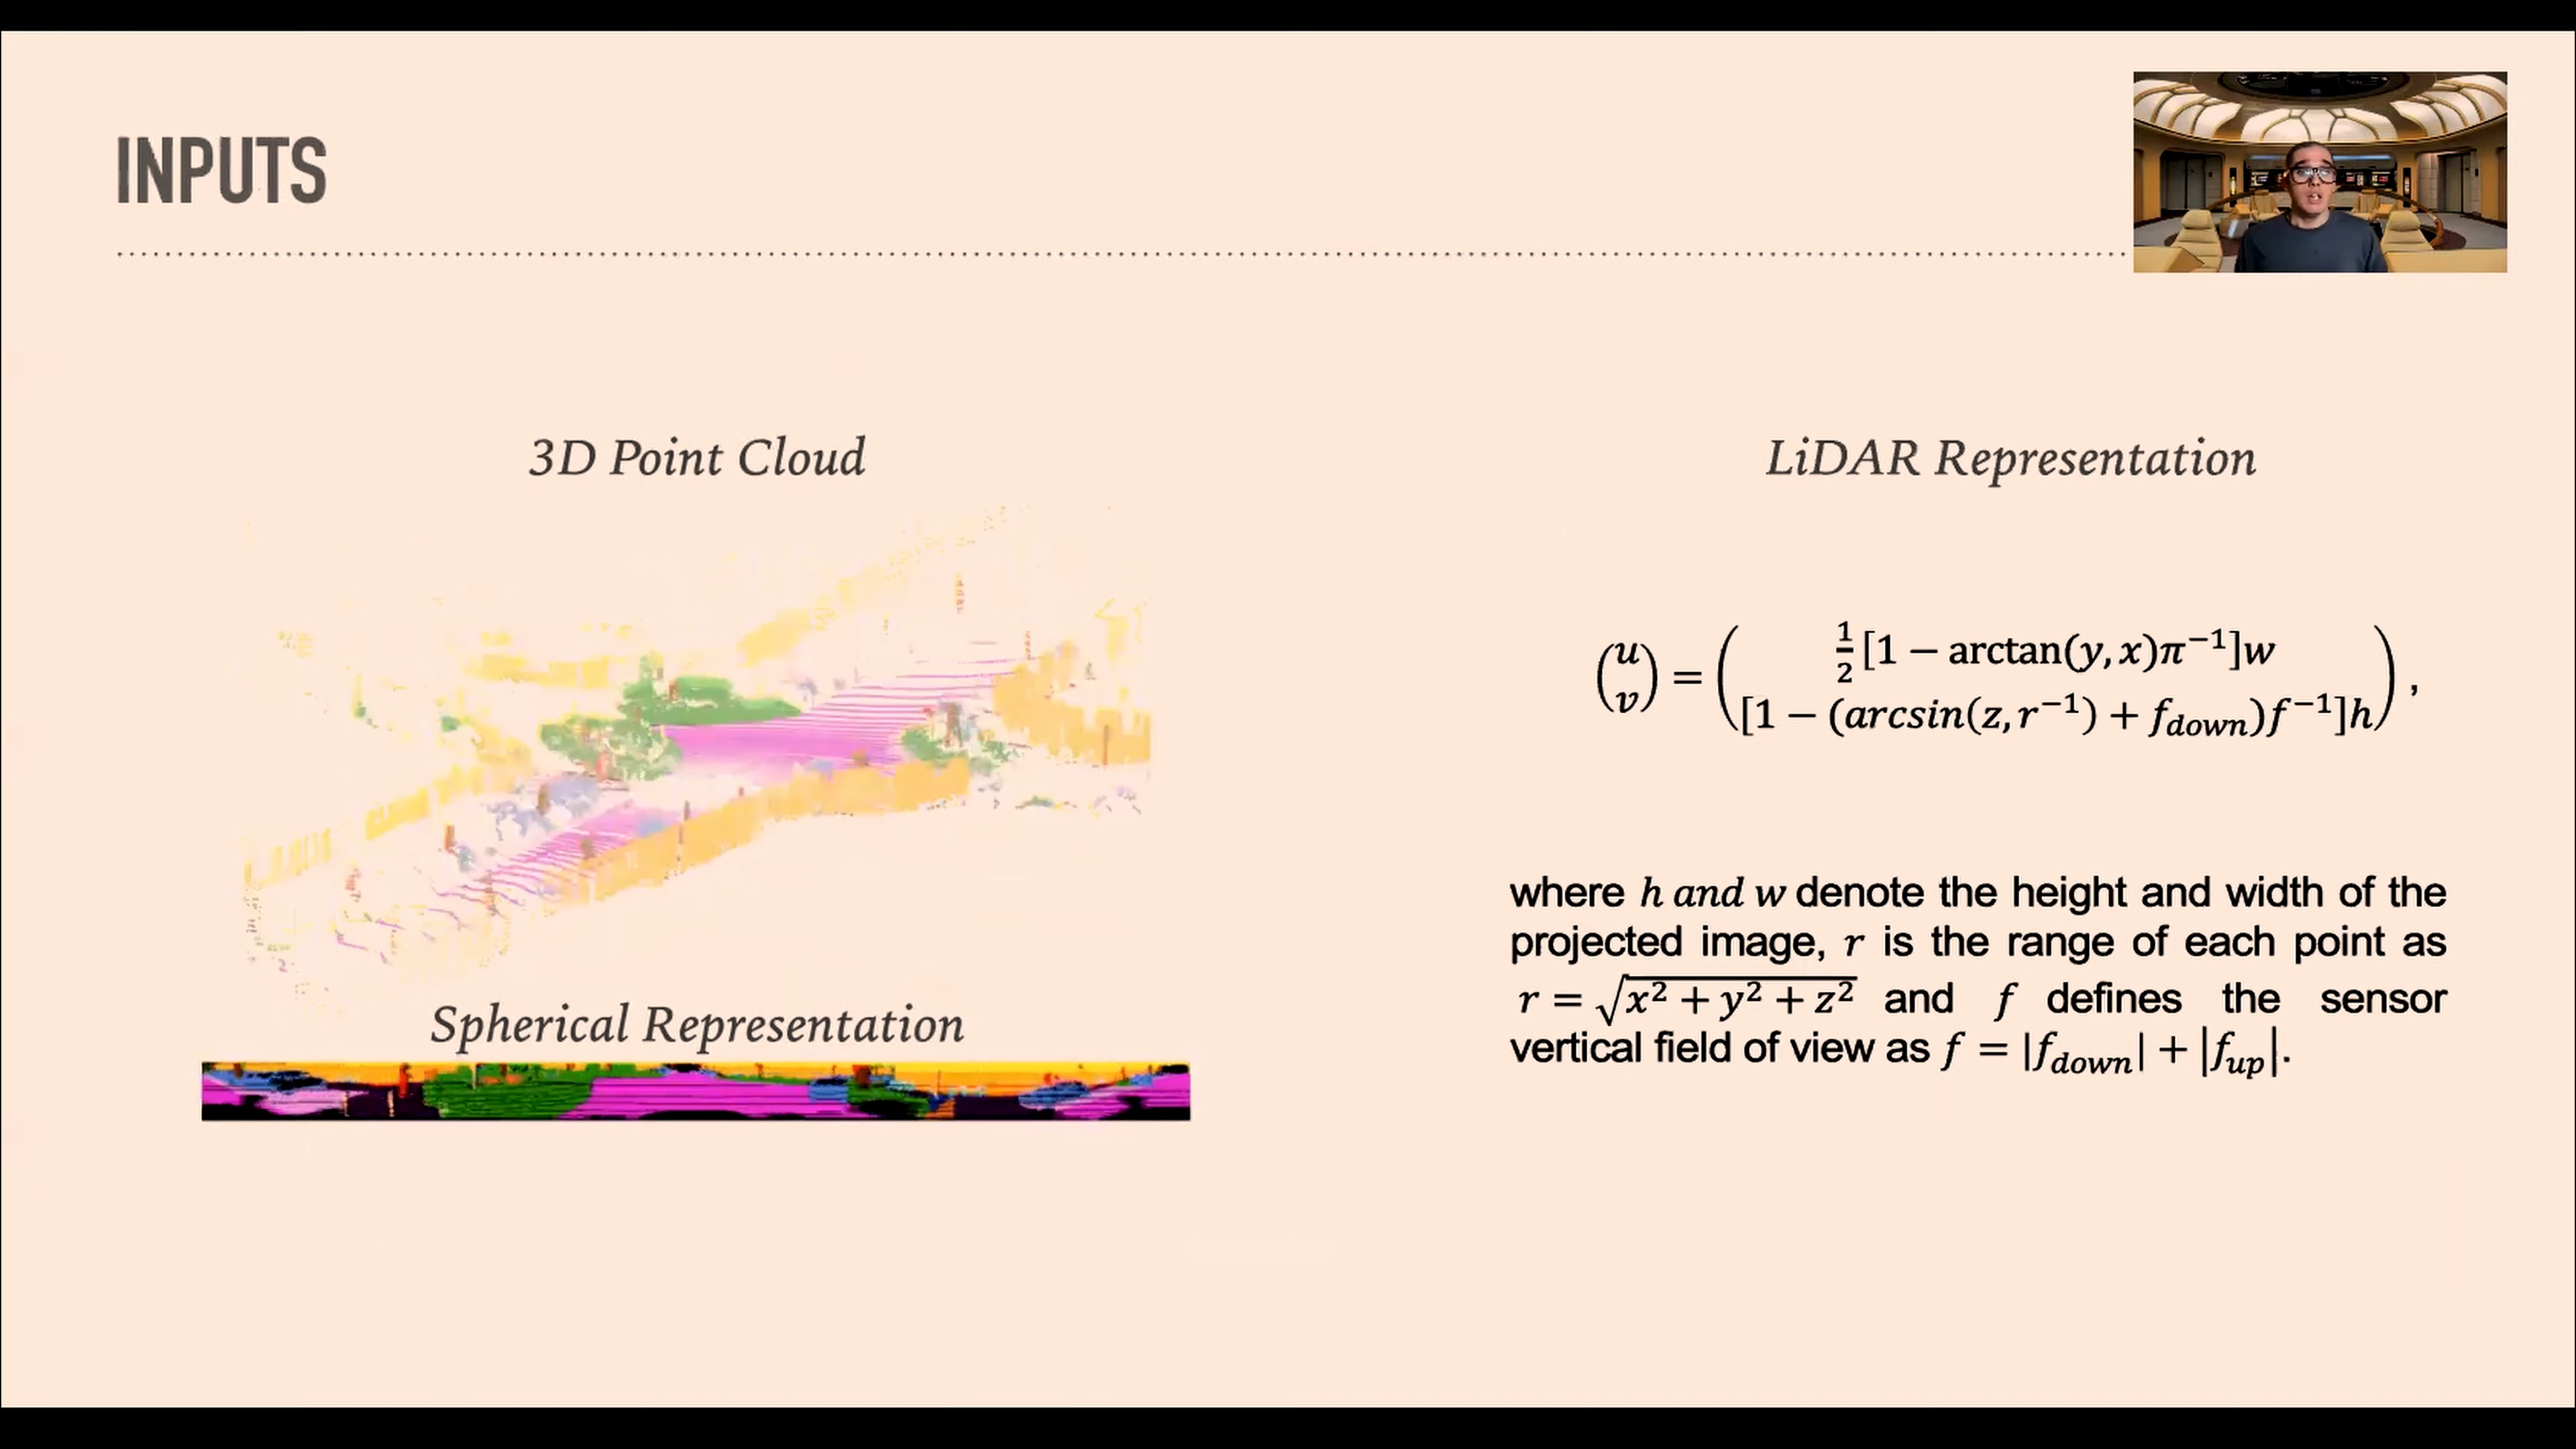 INPUTS
3D Point Cloud
Spherical Representation
LiDAR Representation
(u v) = ( ½[1 − arctan(y, x)π⁻¹]w
[1 − (arcsin(z, r⁻¹) + f_down)f⁻¹]h ),
where h and w denote the height and width of the
projected image, r is the range of each point as
r = √(x² + y² + z²) and f defines the sensor
vertical field of view as f = |f_down| + |f_up|.